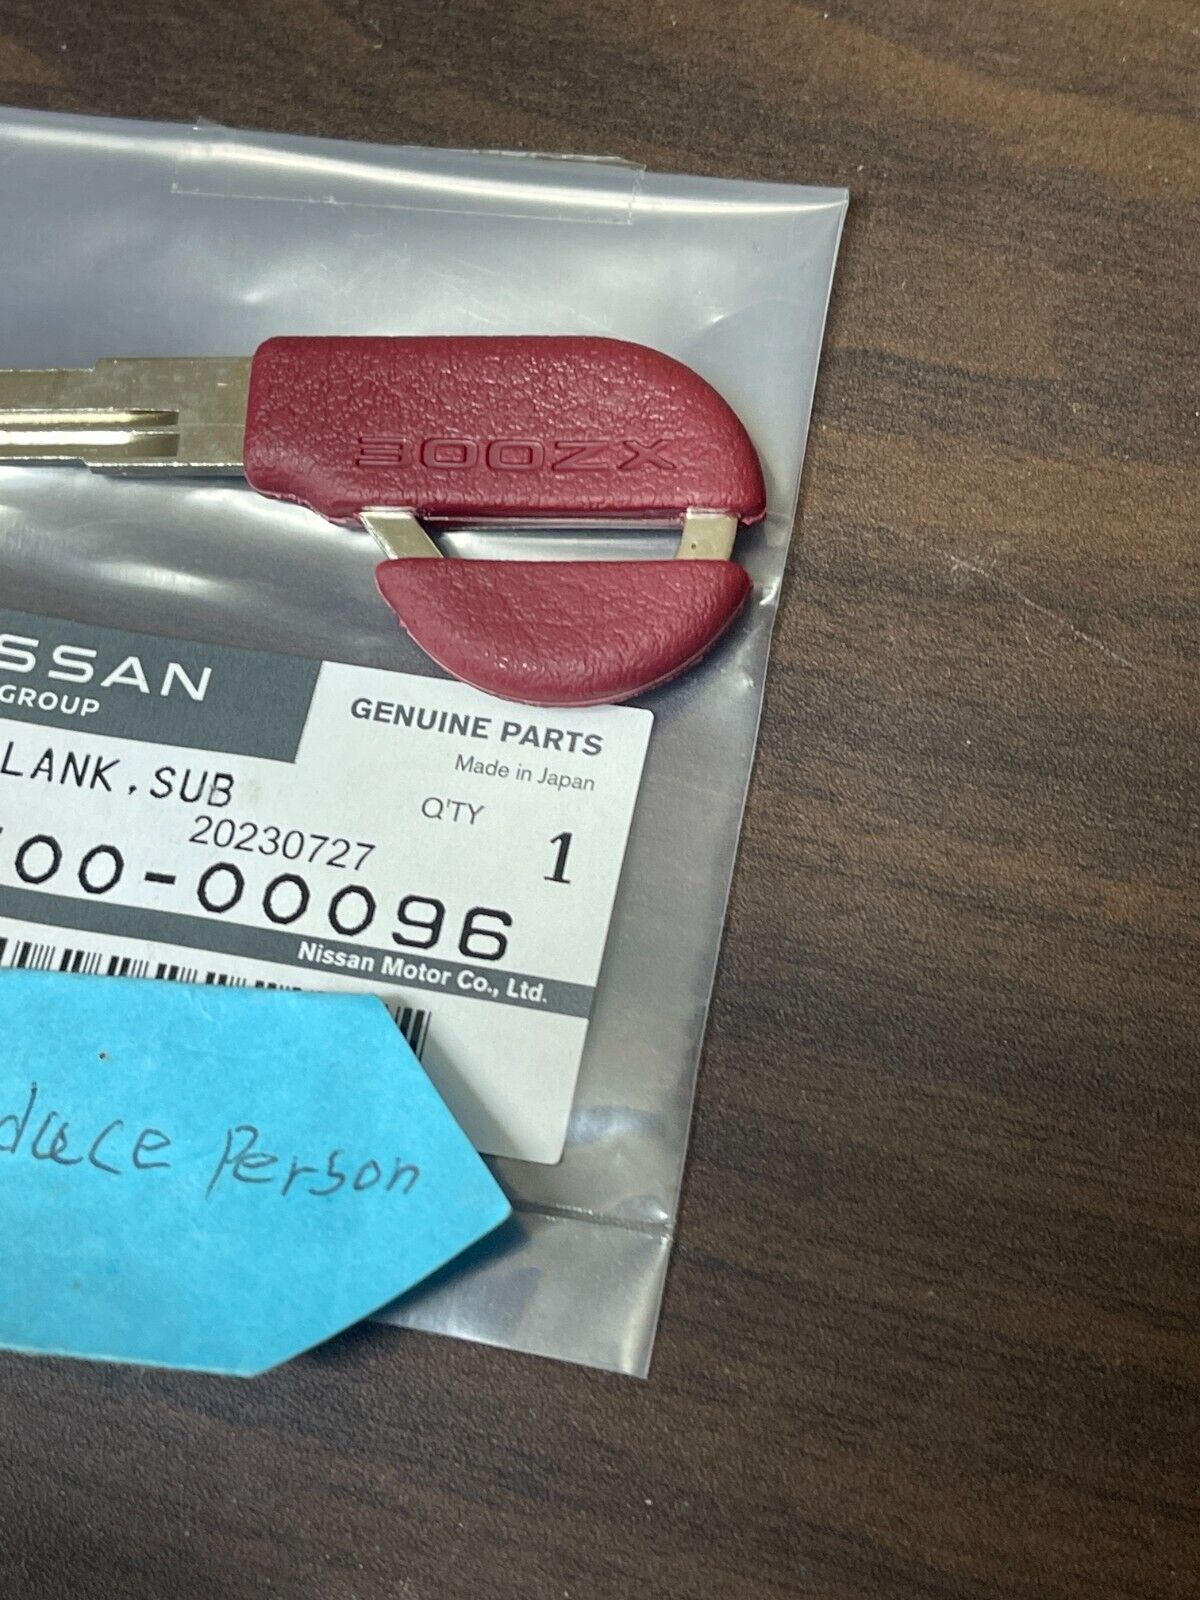 300ZX
SSAN
GROUP
GENUINE PARTS
Made in Japan
LANK, SUB
Q'TY
1
20230727
00-00096
Nissan Motor Co., Ltd.
duce Person